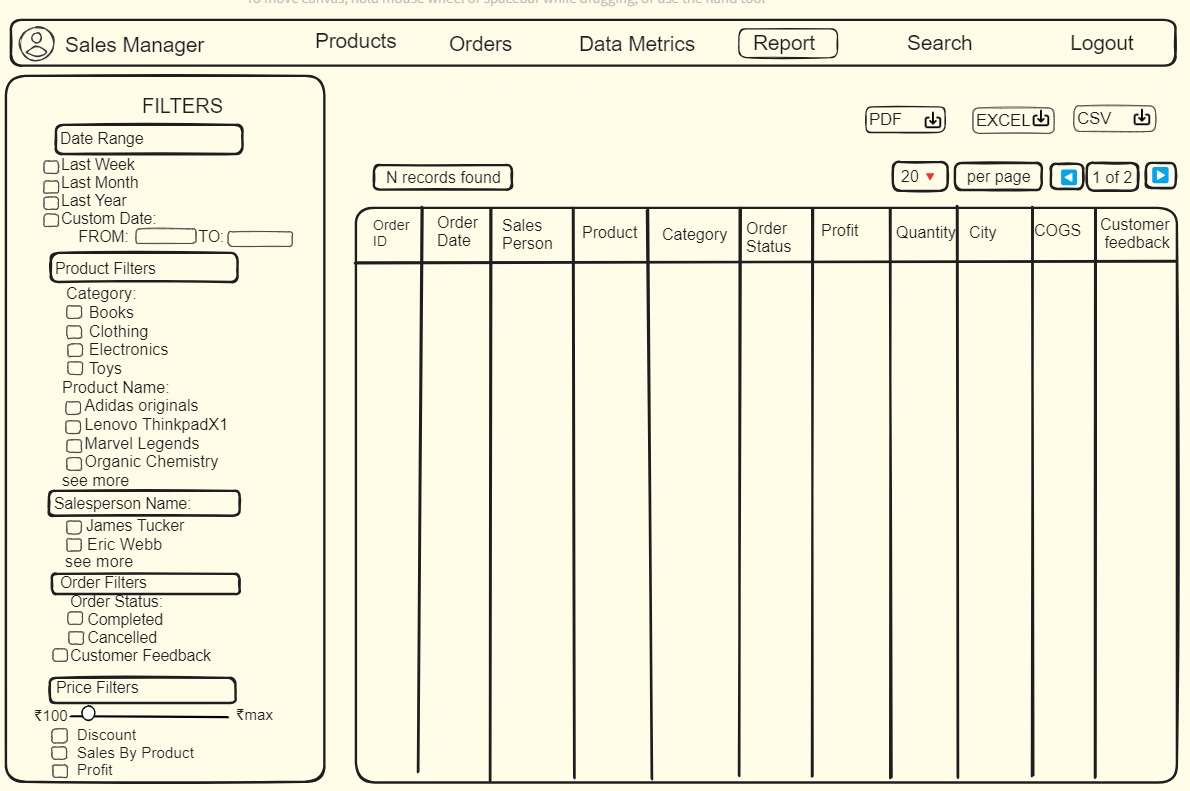 To move canvas, hold mouse wheel or spacebar while dragging, or use the hand tool
Sales Manager Products Orders Data Metrics Report Search Logout
FILTERS
Date Range
Last Week
Last Month
Last Year
Custom Date:
FROM: TO:
Product Filters
Category:
Books
Clothing
Electronics
Toys
Product Name:
Adidas originals
Lenovo ThinkpadX1
Marvel Legends
Organic Chemistry
see more
Salesperson Name:
James Tucker
Eric Webb
see more
Order Filters
Order Status:
Completed
Cancelled
Customer Feedback
Price Filters
₹100 ₹max
Discount
Sales By Product
Profit
PDF EXCEL CSV
N records found 20 per page 1 of 2
Order
ID
Order
Date
Sales
Person
Product
Category
Order
Status
Profit
Quantity
City
COGS
Customer
feedback